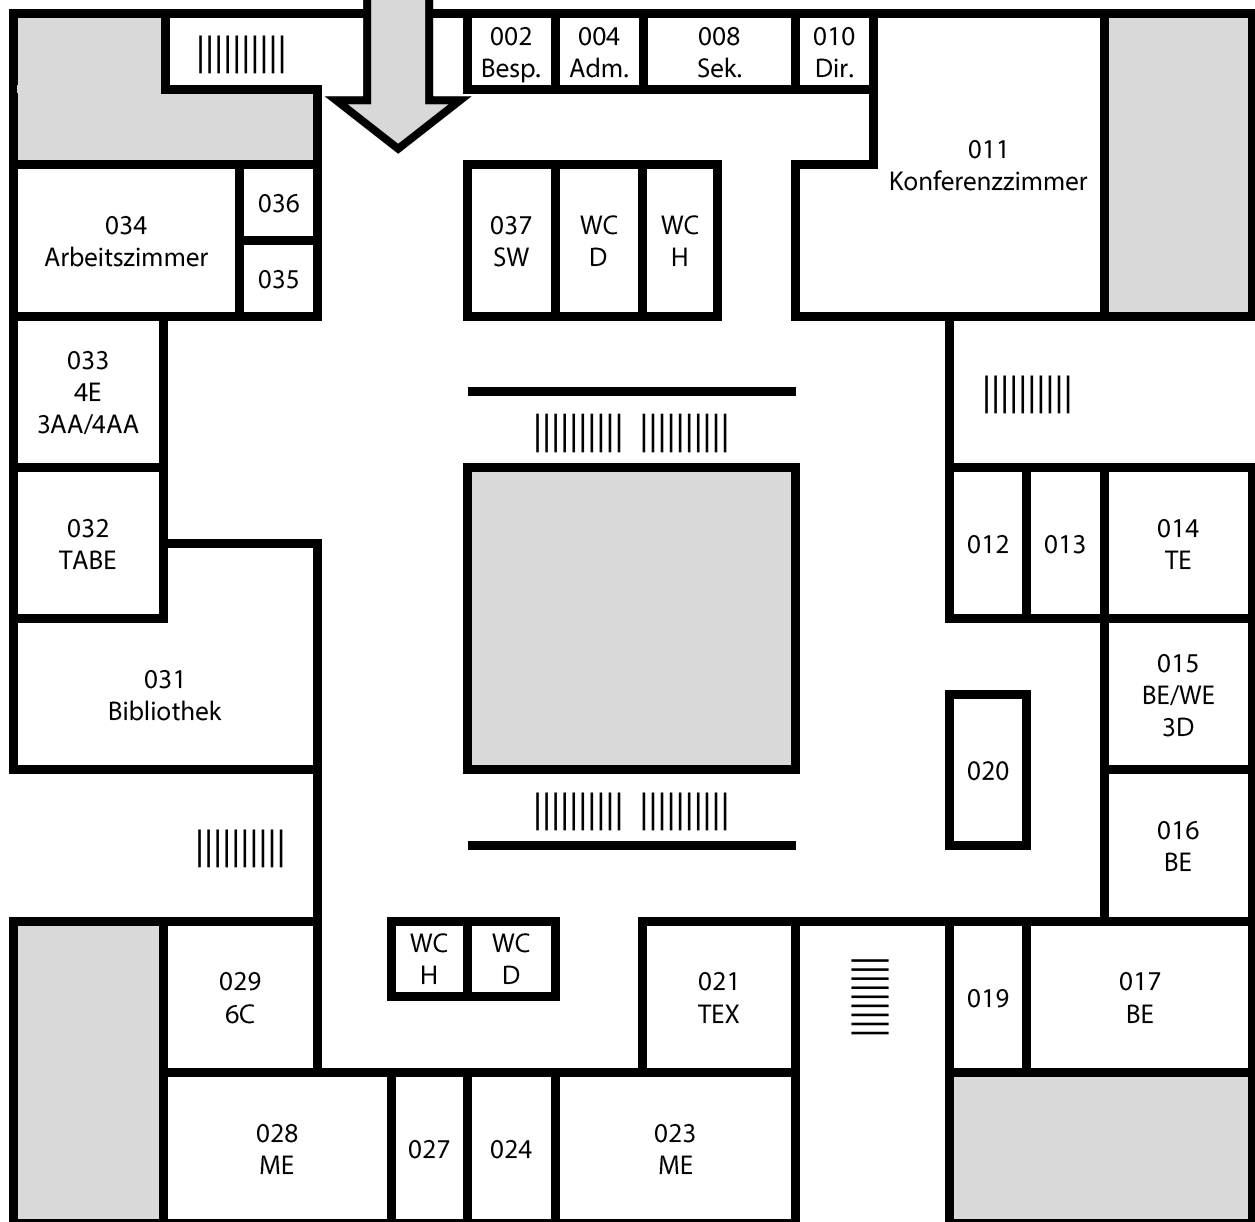 002
Besp.
004
Adm.
008
Sek.
010
Dir.
011
Konferenzzimmer
034
Arbeitszimmer
036
035
037
SW
WC
D
WC
H
033
4E
3AA/4AA
032
TABE
012
013
014
TE
031
Bibliothek
015
BE/WE
3D
020
016
BE
029
6C
WC
H
WC
D
021
TEX
019
017
BE
028
ME
027
024
023
ME